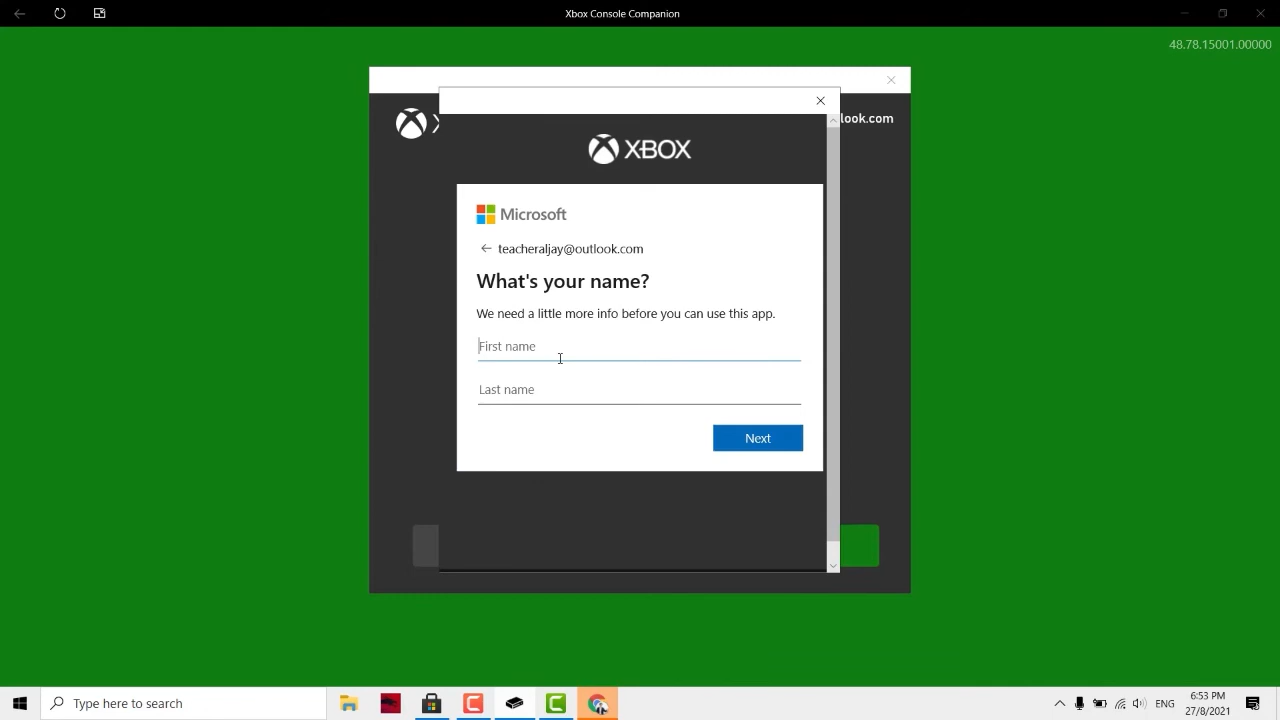 Xbox Console Companion
48.78.15001.00000
look.com
XBOX
Microsoft
teacheraljay@outlook.com
What's your name?
We need a little more info before you can use this app.
First name
Last name
Next
Type here to search
ENG
6:53 PM
27/8/2021